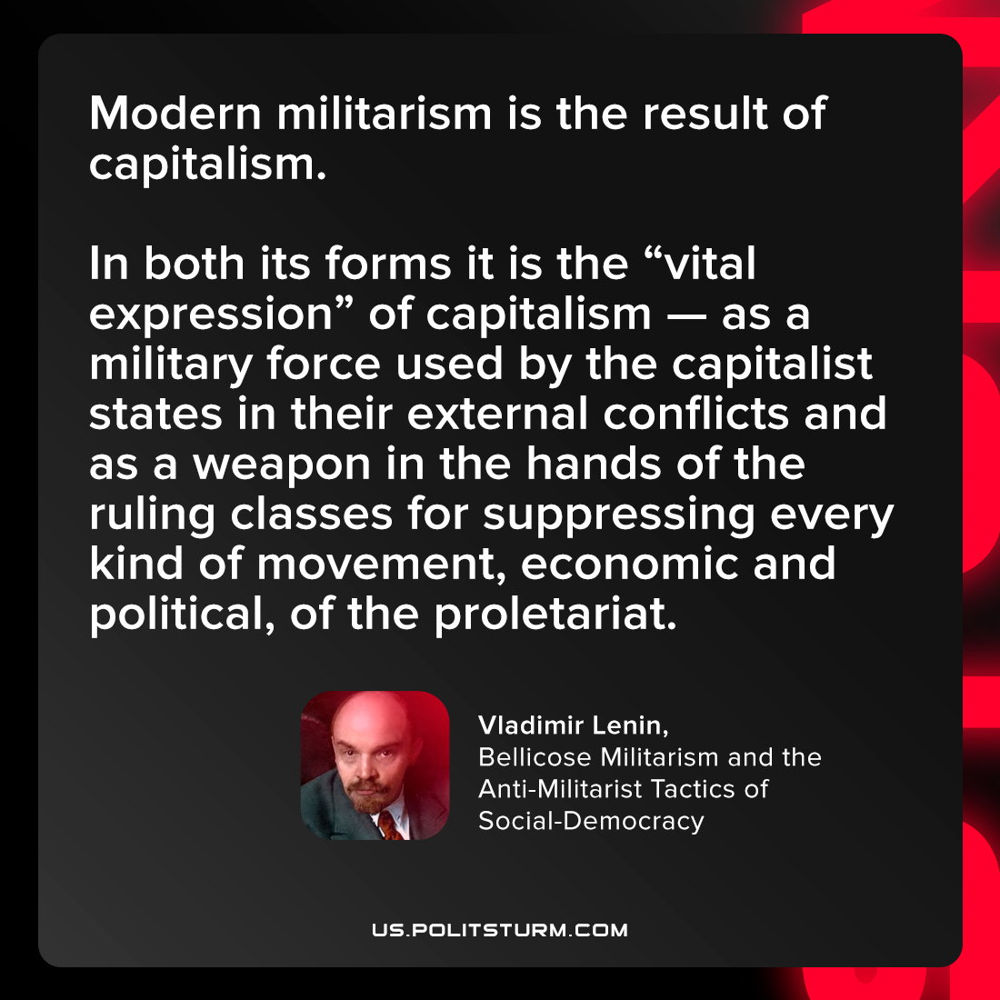 Modern militarism is the result of
capitalism.
In both its forms it is the “vital
expression” of capitalism — as a
military force used by the capitalist
states in their external conflicts and
as a weapon in the hands of the
ruling classes for suppressing every
kind of movement, economic and
political, of the proletariat.
Vladimir Lenin,
Bellicose Militarism and the
Anti-Militarist Tactics of
Social-Democracy
US.POLITSTURM.COM